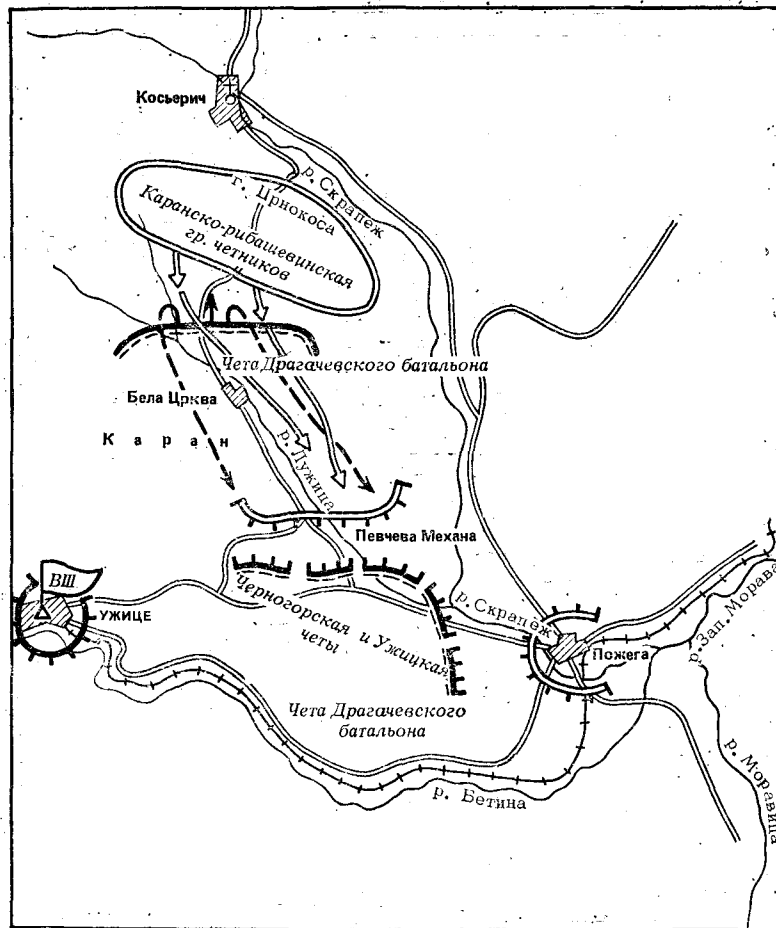 Косьерич
р. Скрапеж
г. Црнокоса
Каранско-рибашевинская
гр. четников
Чета Драгачевского батальона
Бела Црква
Каран
р. Лужица
Певчева Механа
ВШ
УЖИЦЕ
Черногорская и Ужицкая
четы
р. Скрапеж
Пожега
р. Зап. Морава
Чета Драгачевского
батальона
р. Бетина
р. Моравица